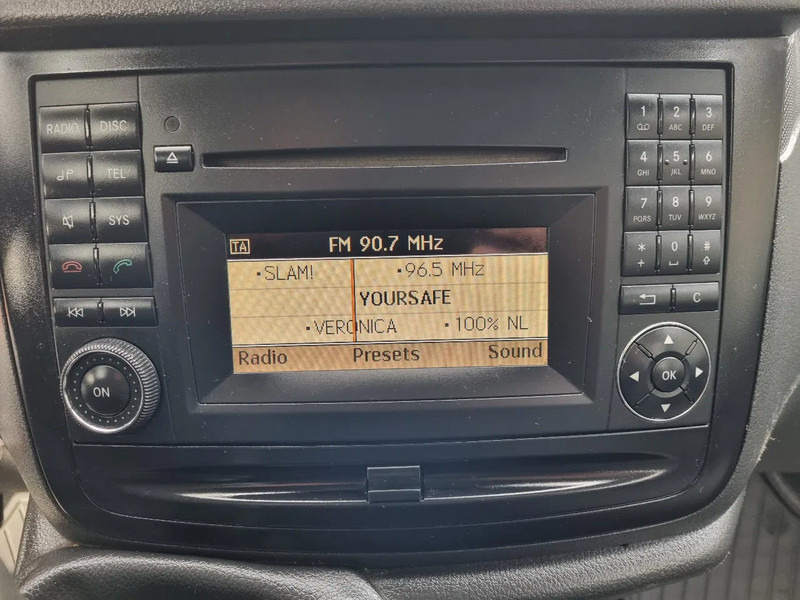 RADIO DISC
♫P TEL
SYS
ON
TA FM 90.7 MHz
•SLAM! •96.5 MHz
YOURSAFE
•VERONICA •100% NL
Radio Presets Sound
1 2 ABC 3 DEF
4 GHI 5 JKL 6 MNO
7 PQRS 8 TUV 9 WXYZ
* + 0 #
C
OK